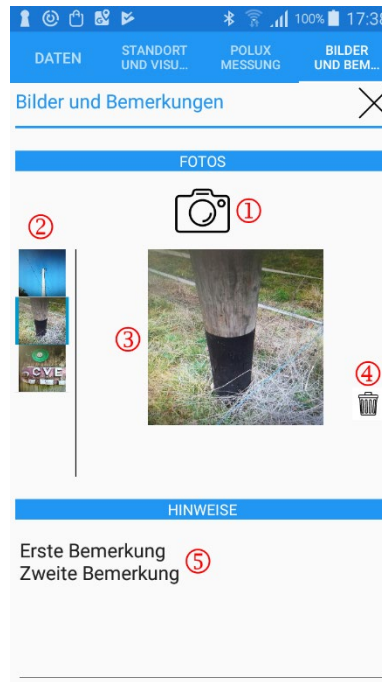 100% 17:38
DATEN
STANDORT
UND VISU...
POLUX
MESSUNG
BILDER
UND BEM...
Bilder und Bemerkungen
FOTOS
①
②
③
CVE
④
HINWEISE
Erste Bemerkung
Zweite Bemerkung
⑤